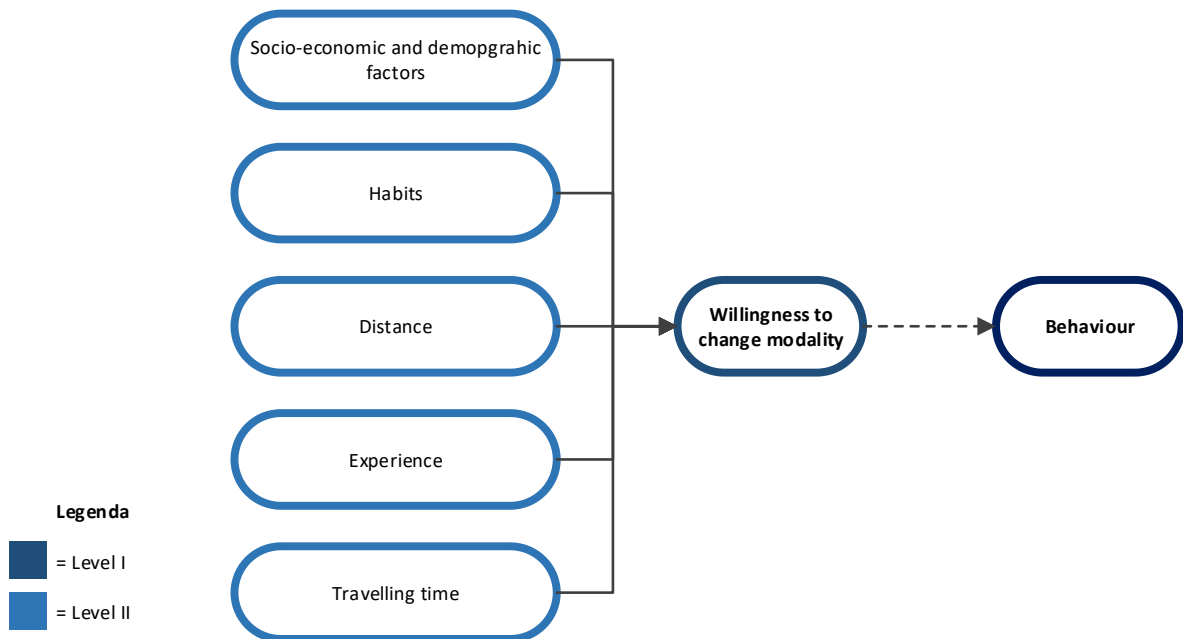 Socio-economic and demopgrahic
factors
Habits
Distance
Willingness to
change modality
Behaviour
Experience
Travelling time
Legenda
= Level I
= Level II